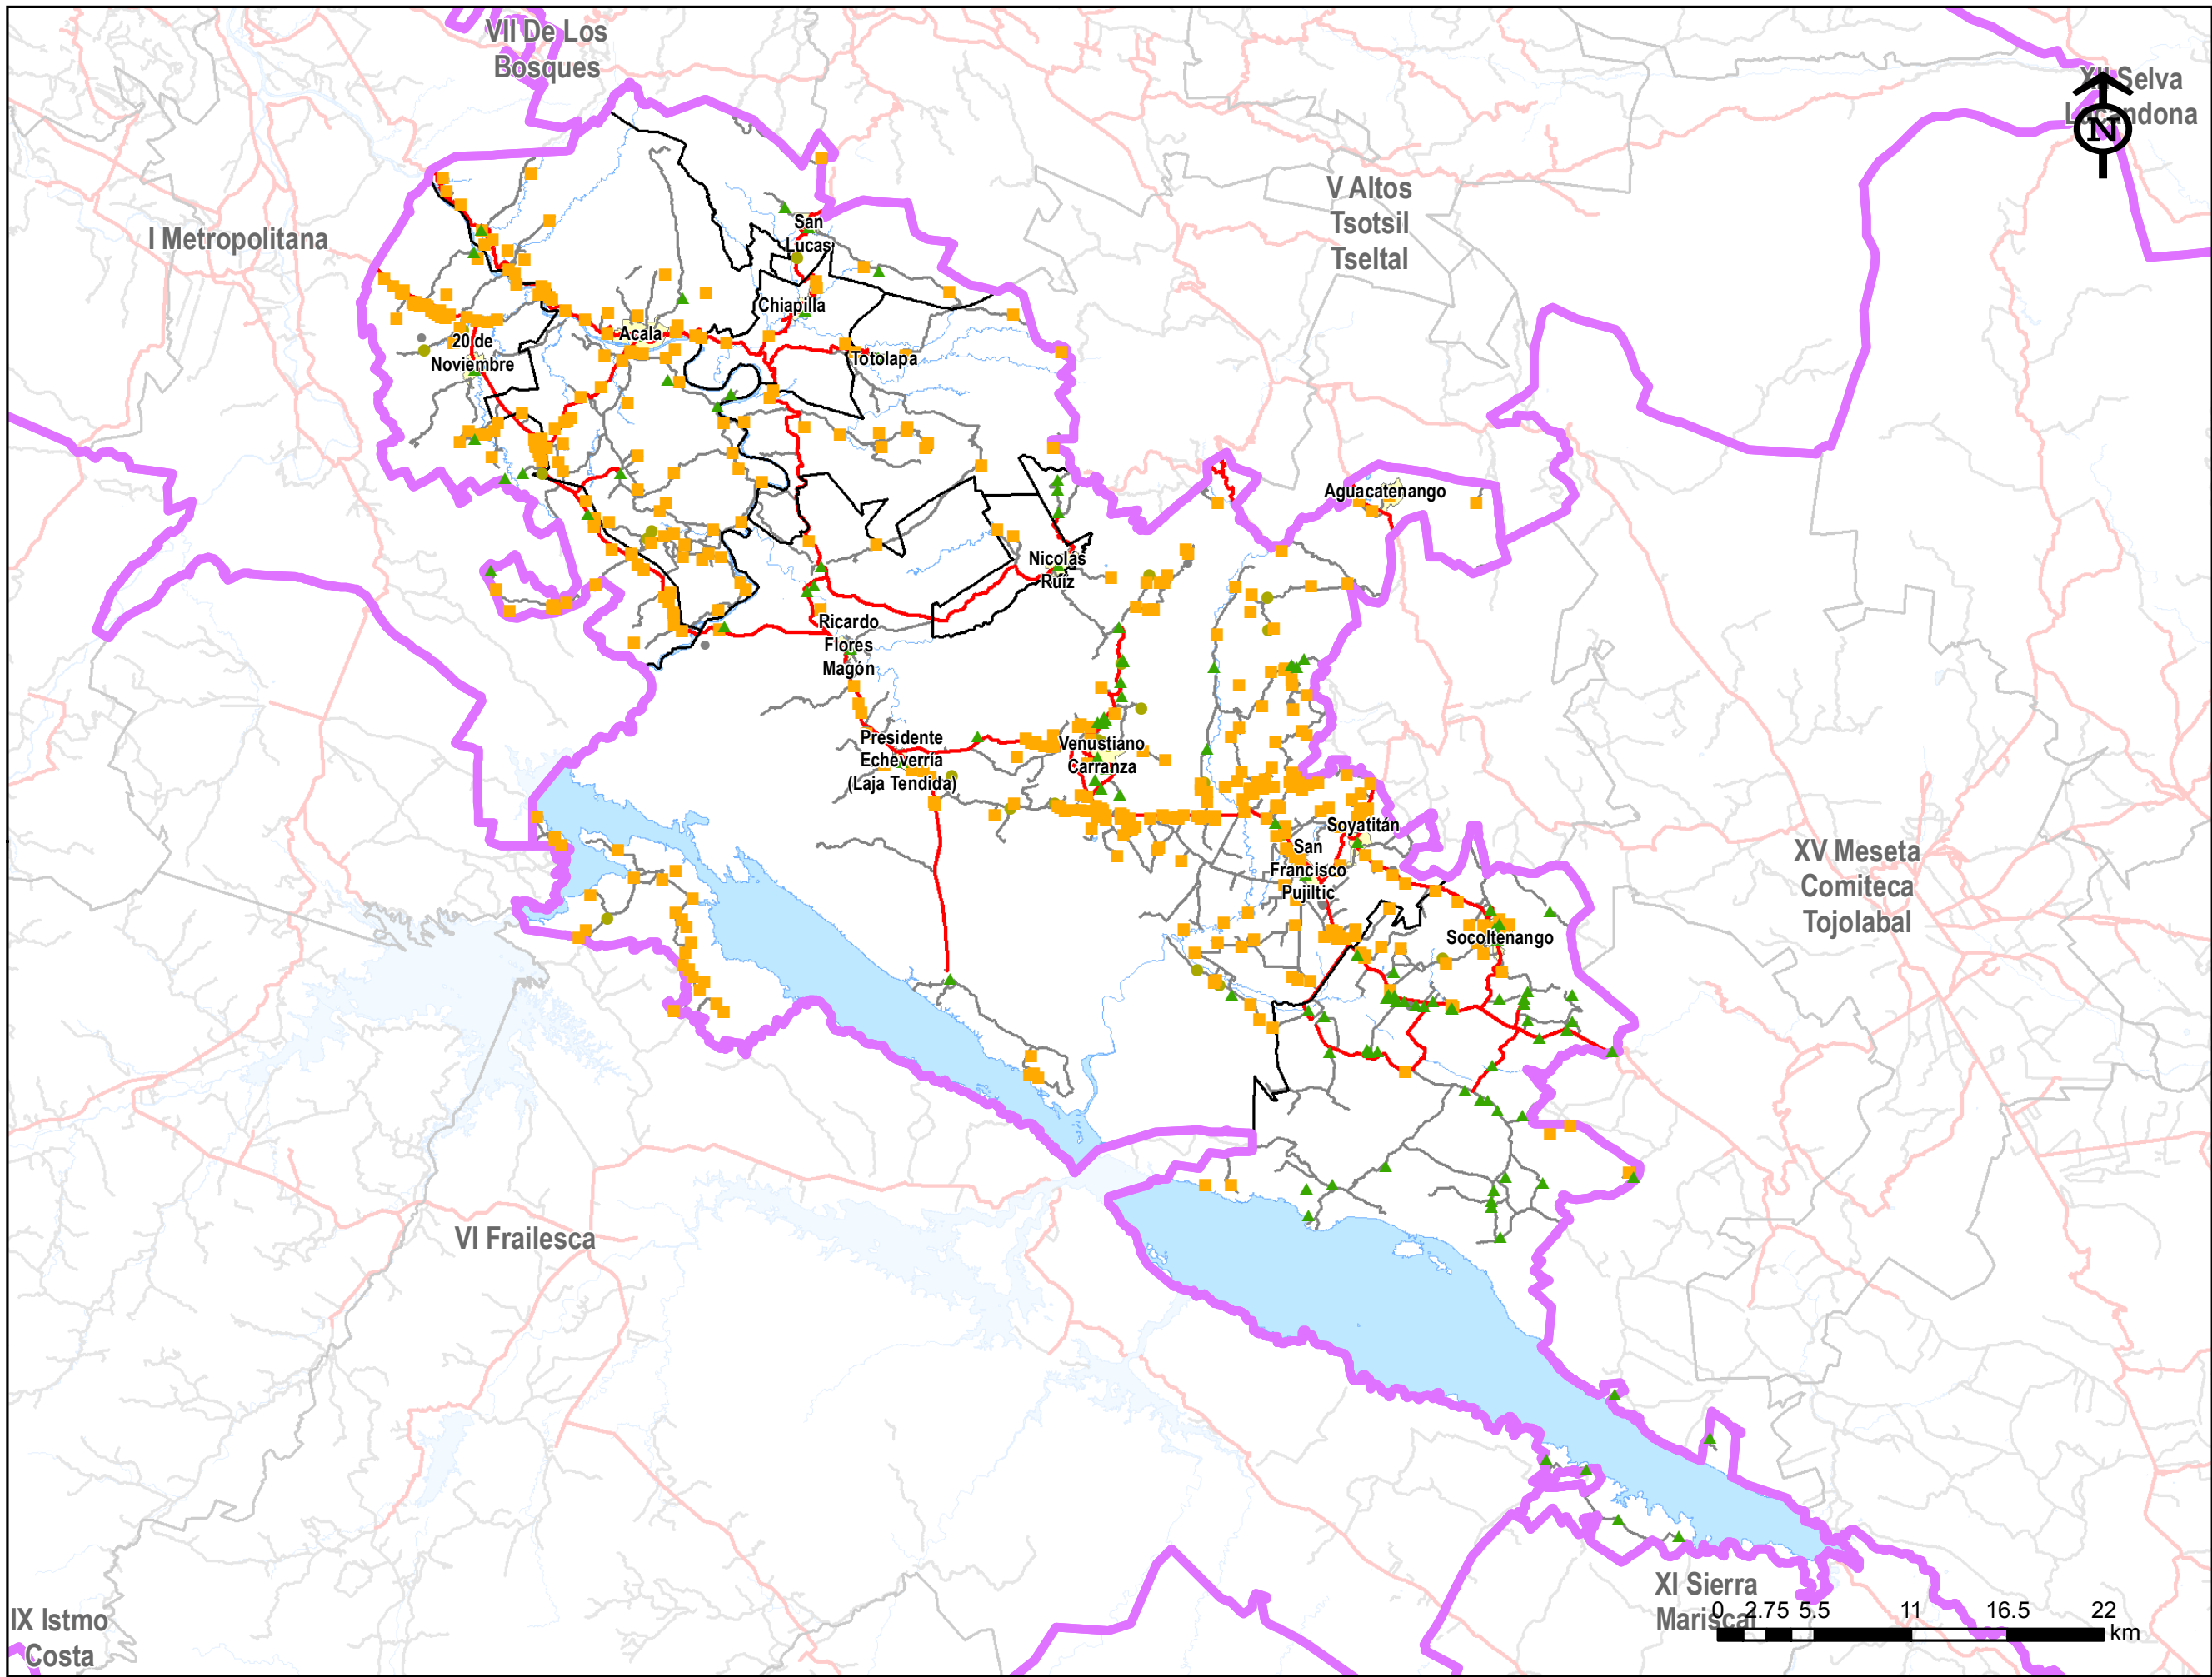 VII De Los
Bosques
XII Selva
Lacandona
N
V Altos
Tsotsil
Tseltal
I Metropolitana
San
Lucas
Chiapilla
Acala
20 de
Noviembre
Totolapa
Aguacatenango
Nicolás
Ruíz
Ricardo
Flores
Magón
Presidente
Echeverría
(Laja Tendida)
Venustiano
Carranza
Soyatitán
San
Francisco
Pujiltic
XV Meseta
Comiteca
Tojolabal
Socoltenango
VI Frailesca
XI Sierra
Mariscal
IX Istmo
Costa
0 2.75 5.5 11 16.5 22
km